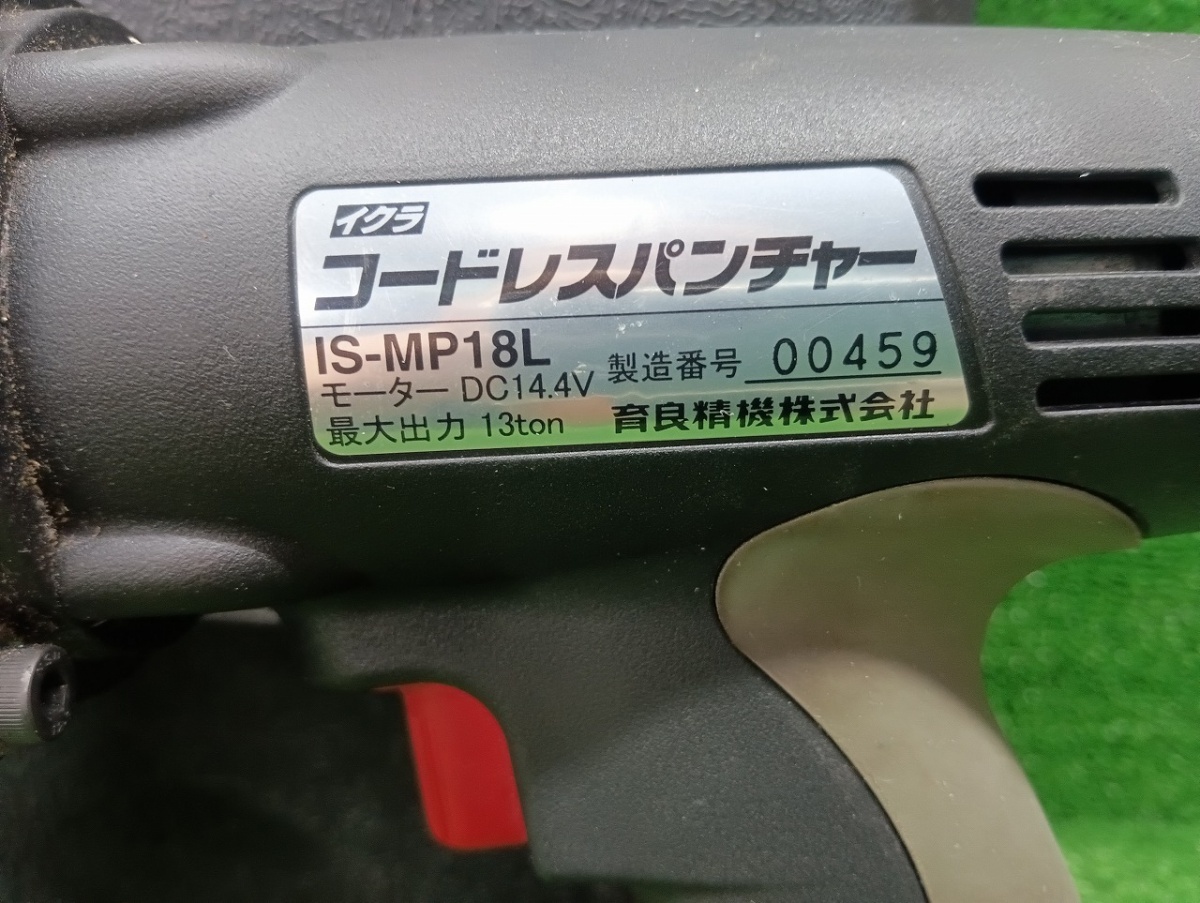 イクラ
コードレスパンチャー
IS-MP18L
モーター DC14.4V
製造番号 00459
最大出力 13ton
育良精機株式会社